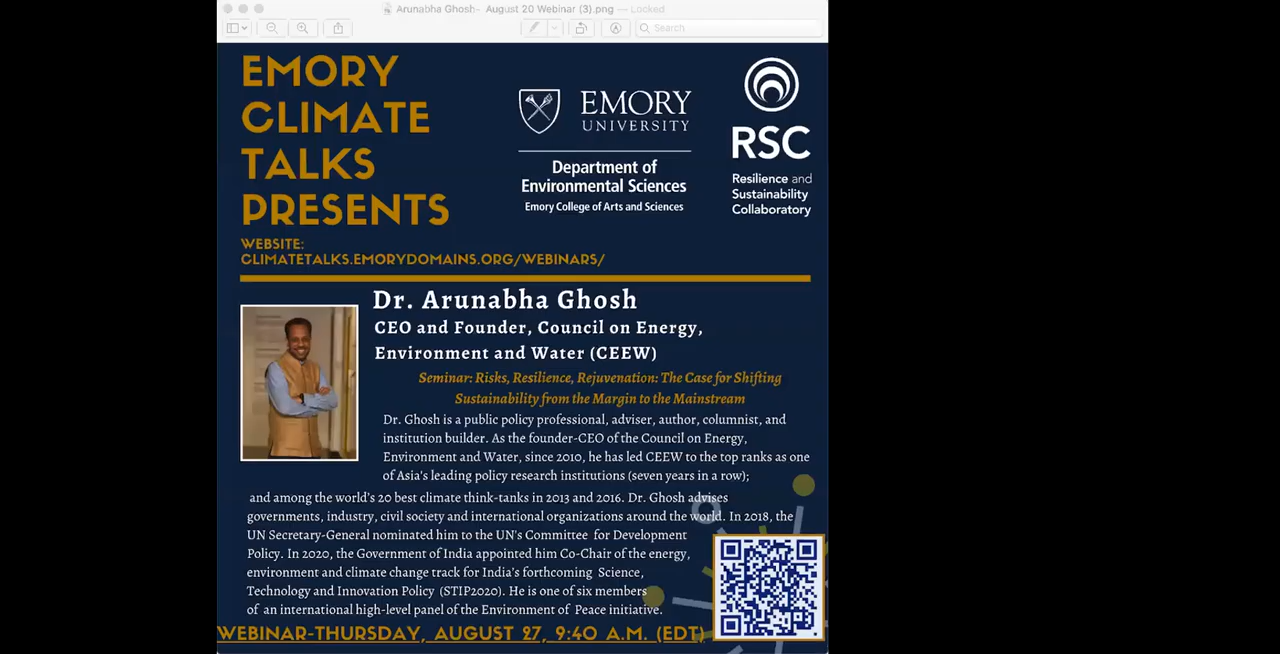 Arunabha Ghosh- August 20 Webinar (3).png — Locked
Search
EMORY
CLIMATE
TALKS
PRESENTS
WEBSITE:
CLIMATETALKS.EMORYDOMAINS.ORG/WEBINARS/
EMORY
UNIVERSITY
Department of
Environmental Sciences
Emory College of Arts and Sciences
RSC
Resilience and
Sustainability
Collaboratory
Dr. Arunabha Ghosh
CEO and Founder, Council on Energy,
Environment and Water (CEEW)
Seminar: Risks, Resilience, Rejuvenation: The Case for Shifting
Sustainability from the Margin to the Mainstream
Dr. Ghosh is a public policy professional, adviser, author, columnist, and
institution builder. As the founder-CEO of the Council on Energy,
Environment and Water, since 2010, he has led CEEW to the top ranks as one
of Asia's leading policy research institutions (seven years in a row);
and among the world's 20 best climate think-tanks in 2013 and 2016. Dr. Ghosh advises
governments, industry, civil society and international organizations around the world. In 2018, the
UN Secretary-General nominated him to the UN's Committee for Development
Policy. In 2020, the Government of India appointed him Co-Chair of the energy,
environment and climate change track for India's forthcoming Science,
Technology and Innovation Policy (STIP2020). He is one of six members
of an international high-level panel of the Environment of Peace initiative.
WEBINAR-THURSDAY, AUGUST 27, 9:40 A.M. (EDT)